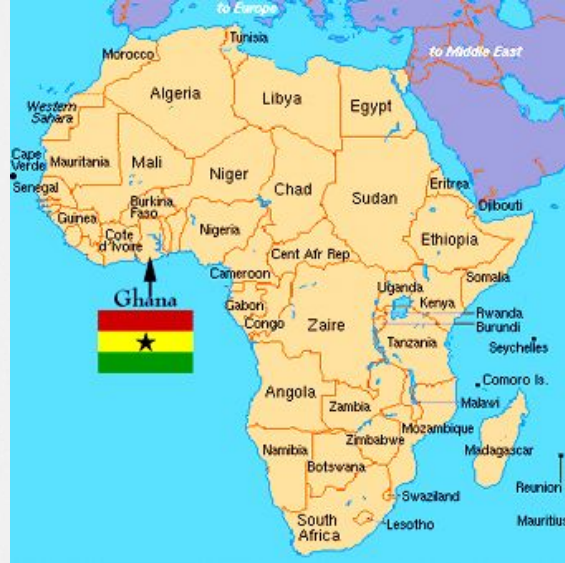 to Europe
Tunisia
to Middle East
Morocco
Algeria
Libya
Egypt
Western
Sahara
Cape
Verde
Mauritania
Mali
Niger
Chad
Sudan
Eritrea
Senegal
Djibouti
Burkina
Faso
Guinea
Cote
d'Ivoire
Nigeria
Ethiopia
Cent Afr Rep
Cameroon
Somalia
Ghana
Uganda
Kenya
Gabon
Congo
Zaire
Rwanda
Burundi
Tanzania
Seychelles
Comoro Is.
Angola
Malawi
Zambia
Mozambique
Zimbabwe
Madagascar
Namibia
Botswana
Reunion
Swaziland
South
Africa
Lesotho
Mauritius